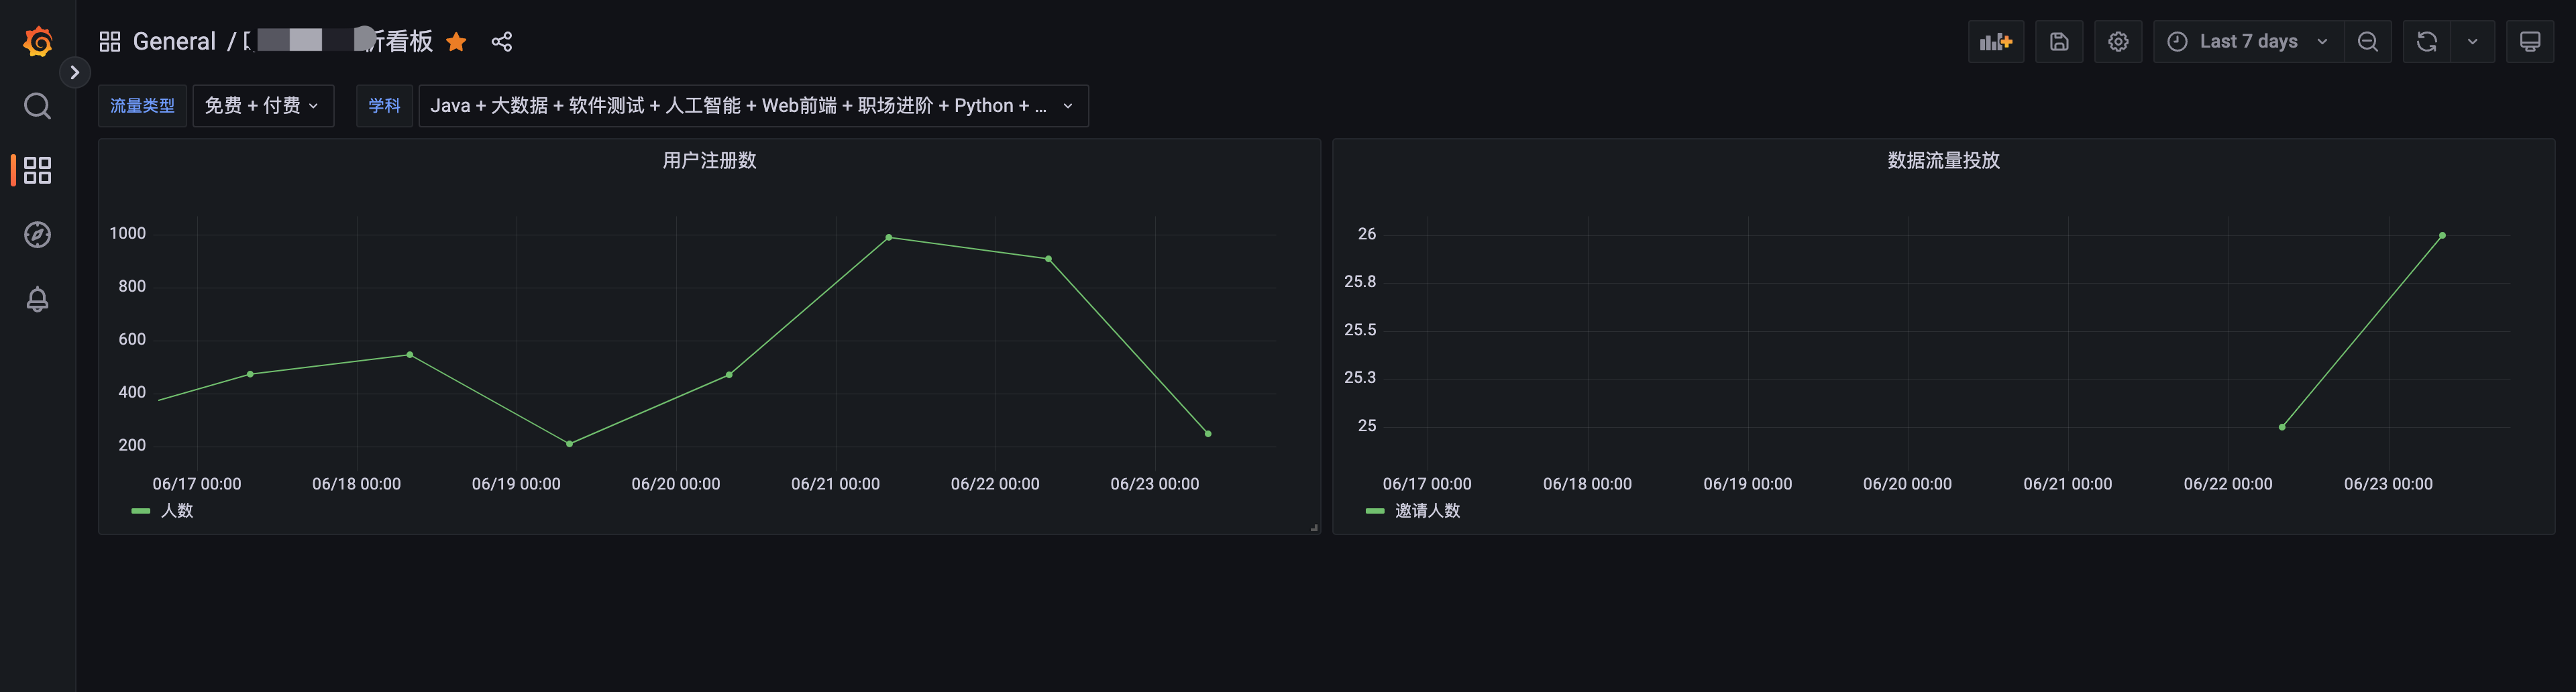 General / 看板
Last 7 days
流量类型 免费 + 付费 学科 Java + 大数据 + 软件测试 + 人工智能 + Web前端 + 职场进阶 + Python + ...
用户注册数
1000
800
600
400
200
06/17 00:00 06/18 00:00 06/19 00:00 06/20 00:00 06/21 00:00 06/22 00:00 06/23 00:00
人数
数据流量投放
26
25.8
25.5
25.3
25
06/17 00:00 06/18 00:00 06/19 00:00 06/20 00:00 06/21 00:00 06/22 00:00 06/23 00:00
邀请人数